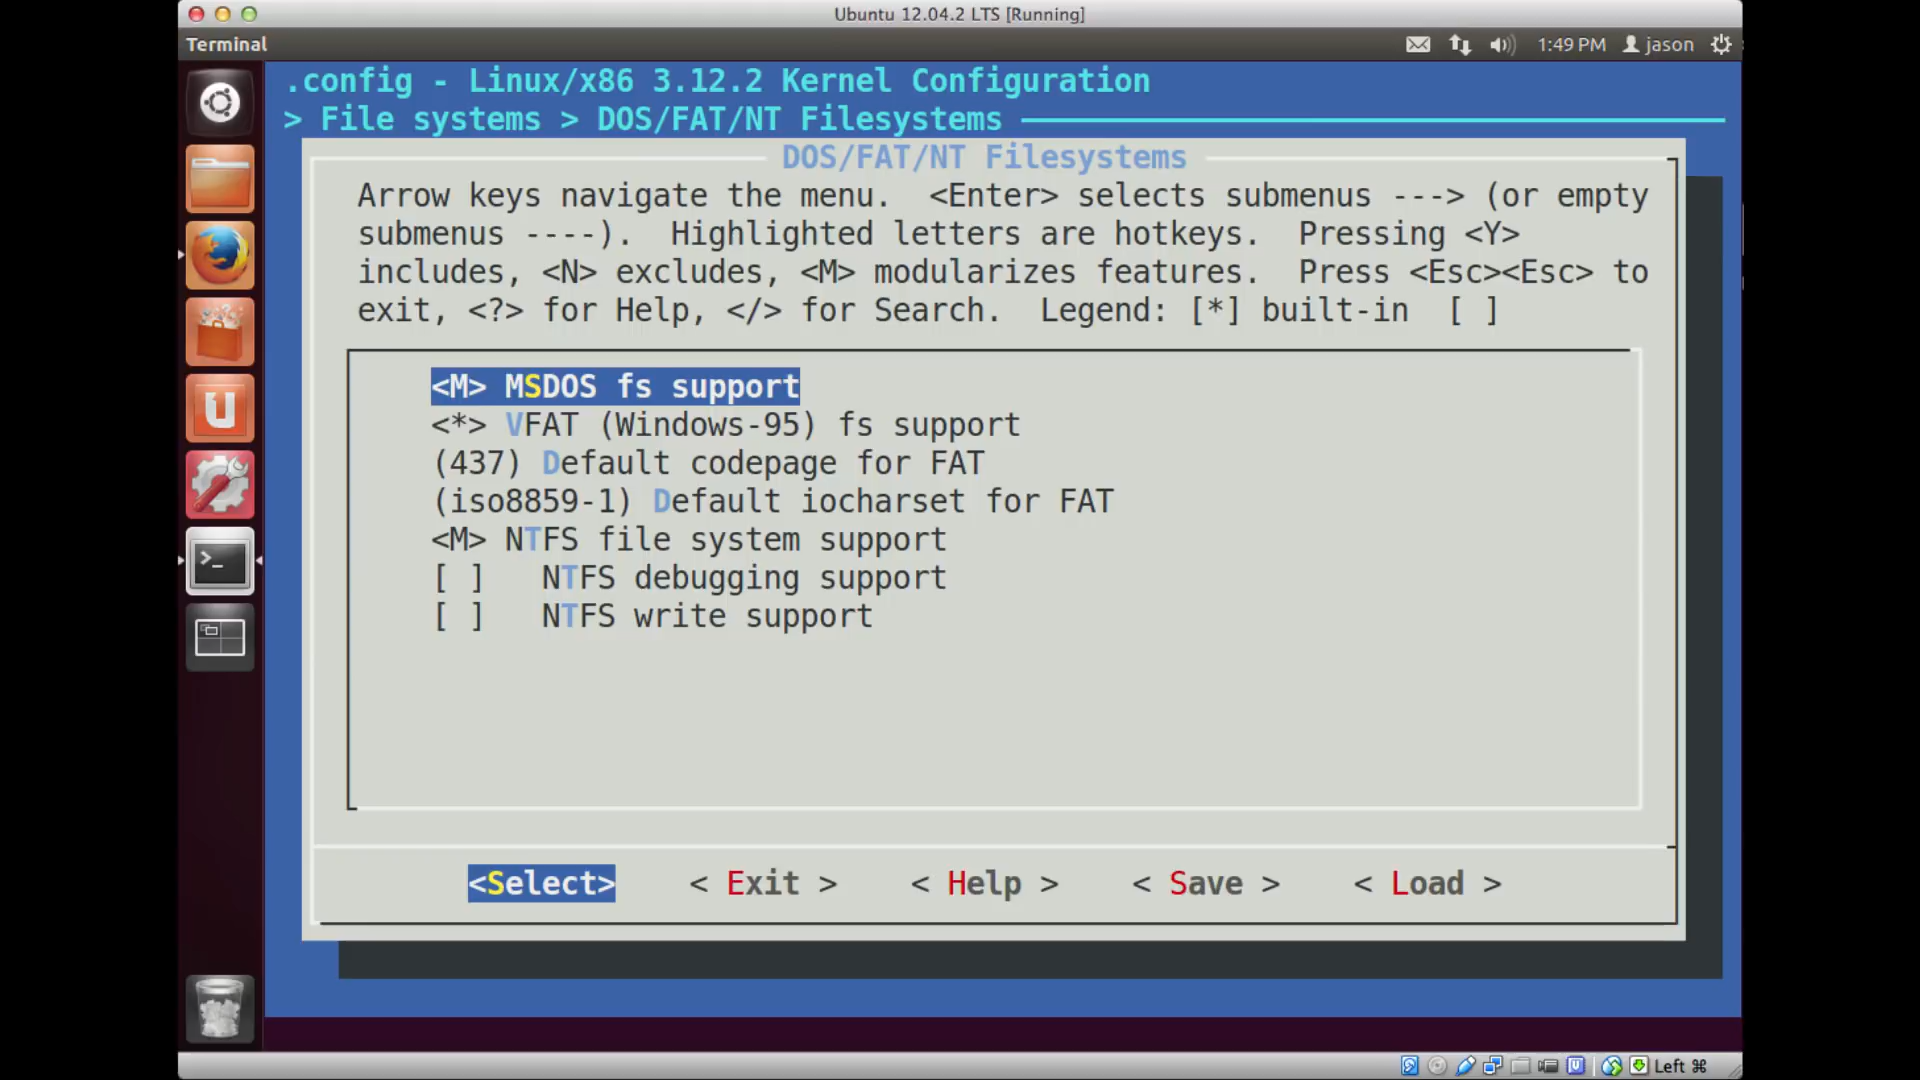 Ubuntu 12.04.2 LTS [Running]
Terminal
1:49 PM jason
.config - Linux/x86 3.12.2 Kernel Configuration
> File systems > DOS/FAT/NT Filesystems
DOS/FAT/NT Filesystems
Arrow keys navigate the menu.  <Enter> selects submenus ---> (or empty
submenus ----).  Highlighted letters are hotkeys.  Pressing <Y>
includes, <N> excludes, <M> modularizes features.  Press <Esc><Esc> to
exit, <?> for Help, </> for Search.  Legend: [*] built-in  [ ]
<M> MSDOS fs support
<*> VFAT (Windows-95) fs support
(437) Default codepage for FAT
(iso8859-1) Default iocharset for FAT
<M> NTFS file system support
[ ]   NTFS debugging support
[ ]   NTFS write support
<Select>    < Exit >    < Help >    < Save >    < Load >
Left ⌘